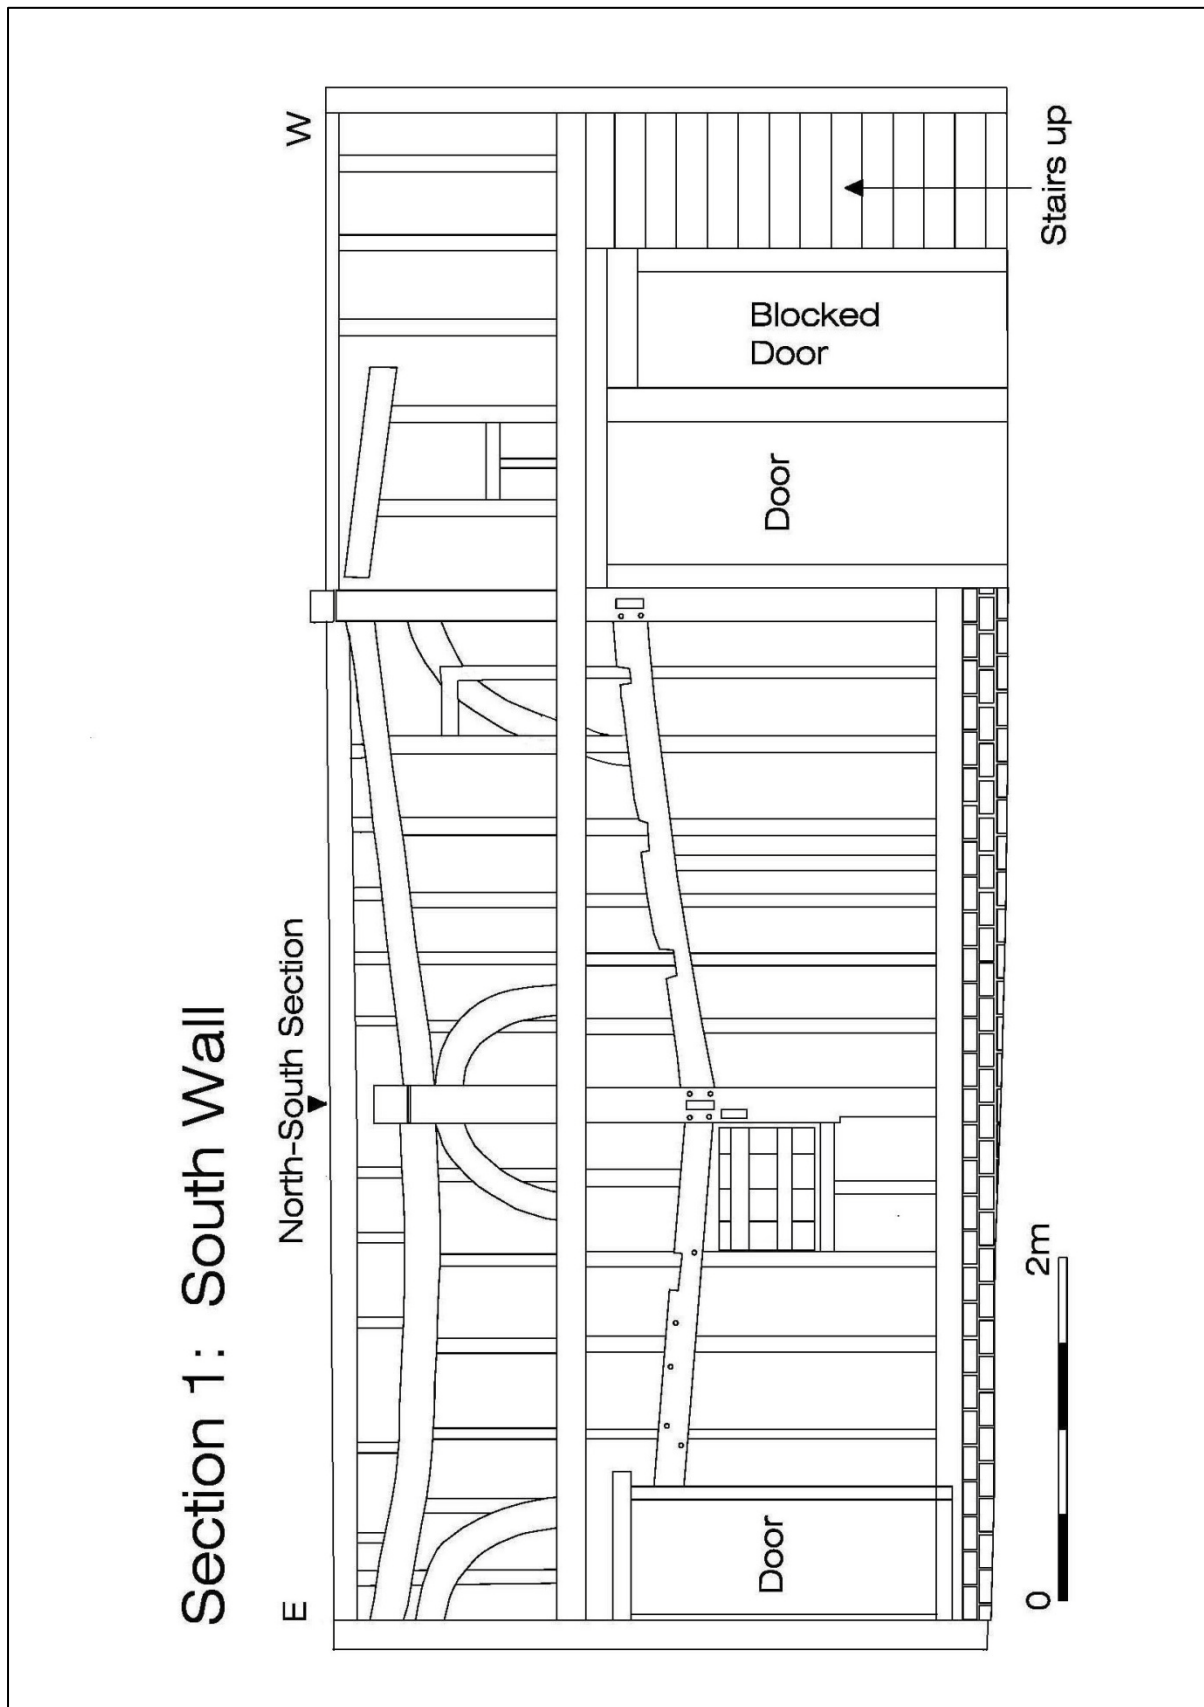 Section 1 : South Wall
E
North-South Section
W
Door
Door
Blocked
Door
Stairs up
0
2m